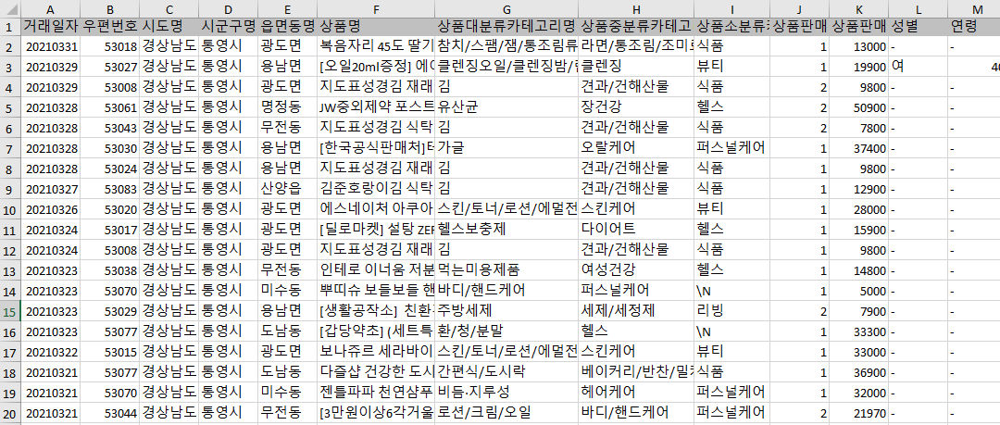 A B C D E F G H I J K L M
1 거래일자 우편번호 시도명 시군구명 읍면동명 상품명 상품대분류카테고리명 상품중분류카테고 상품소분류 상품판매 상품판매 성별 연령
2 20210331 53018 경상남도 통영시 광도면 복음자리 45도 딸기 참치/스팸/잼/통조림류 라면/통조림/조미료 식품 1 13000 - -
3 20210329 53027 경상남도 통영시 용남면 [오일20ml증정] 에이 클렌징오일/클렌징밤/ 클렌징 뷰티 1 19900 여 40
4 20210329 53008 경상남도 통영시 광도면 지도표성경김 재래 김 견과/건해산물 식품 2 9800 - -
5 20210328 53061 경상남도 통영시 명정동 JW중외제약 포스트 유산균 장건강 헬스 2 50900 - -
6 20210328 53043 경상남도 통영시 무전동 지도표성경김 식탁 김 견과/건해산물 식품 2 7800 - -
7 20210328 53030 경상남도 통영시 용남면 [한국공식판매처] 가글 오랄케어 퍼스널케어 1 37400 - -
8 20210328 53024 경상남도 통영시 용남면 지도표성경김 재래 김 견과/건해산물 식품 1 9800 - -
9 20210327 53083 경상남도 통영시 산양읍 김준호랑이김 식탁 김 견과/건해산물 식품 1 12900 - -
10 20210326 53020 경상남도 통영시 광도면 에스네이처 아쿠아 스킨/토너/로션/에멀전 스킨케어 뷰티 1 28000 - -
11 20210324 53017 경상남도 통영시 광도면 [딜로마켓] 설탕 ZER 헬스보충제 다이어트 헬스 1 15900 - -
12 20210324 53008 경상남도 통영시 광도면 지도표성경김 재래 김 견과/건해산물 식품 1 9800 - -
13 20210323 53038 경상남도 통영시 무전동 인테로 이너움 저분 먹는미용제품 여성건강 헬스 1 14800 - -
14 20210323 53070 경상남도 통영시 미수동 뿌띠슈 보들보들 핸 바디/핸드케어 퍼스널케어 \N 1 5000 - -
15 20210323 53029 경상남도 통영시 용남면 [생활공작소] 친환경 주방세제 세제/세정제 리빙 2 7900 - -
16 20210323 53077 경상남도 통영시 도남동 [갑당약초] (세트특 환/청/분말 헬스 \N 1 33300 - -
17 20210322 53015 경상남도 통영시 광도면 보나쥬르 세라바이 스킨/토너/로션/에멀전 스킨케어 뷰티 1 33000 - -
18 20210321 53077 경상남도 통영시 도남동 다즐샵 건강한 도시 간편식/도시락 베이커리/반찬/밀키 식품 1 36900 - -
19 20210321 53070 경상남도 통영시 미수동 젠틀파파 천연샴푸 비듬·지루성 헤어케어 퍼스널케어 1 32000 - -
20 20210321 53044 경상남도 통영시 무전동 [3만원이상6각거울 로션/크림/오일 바디/핸드케어 퍼스널케어 2 21970 - -